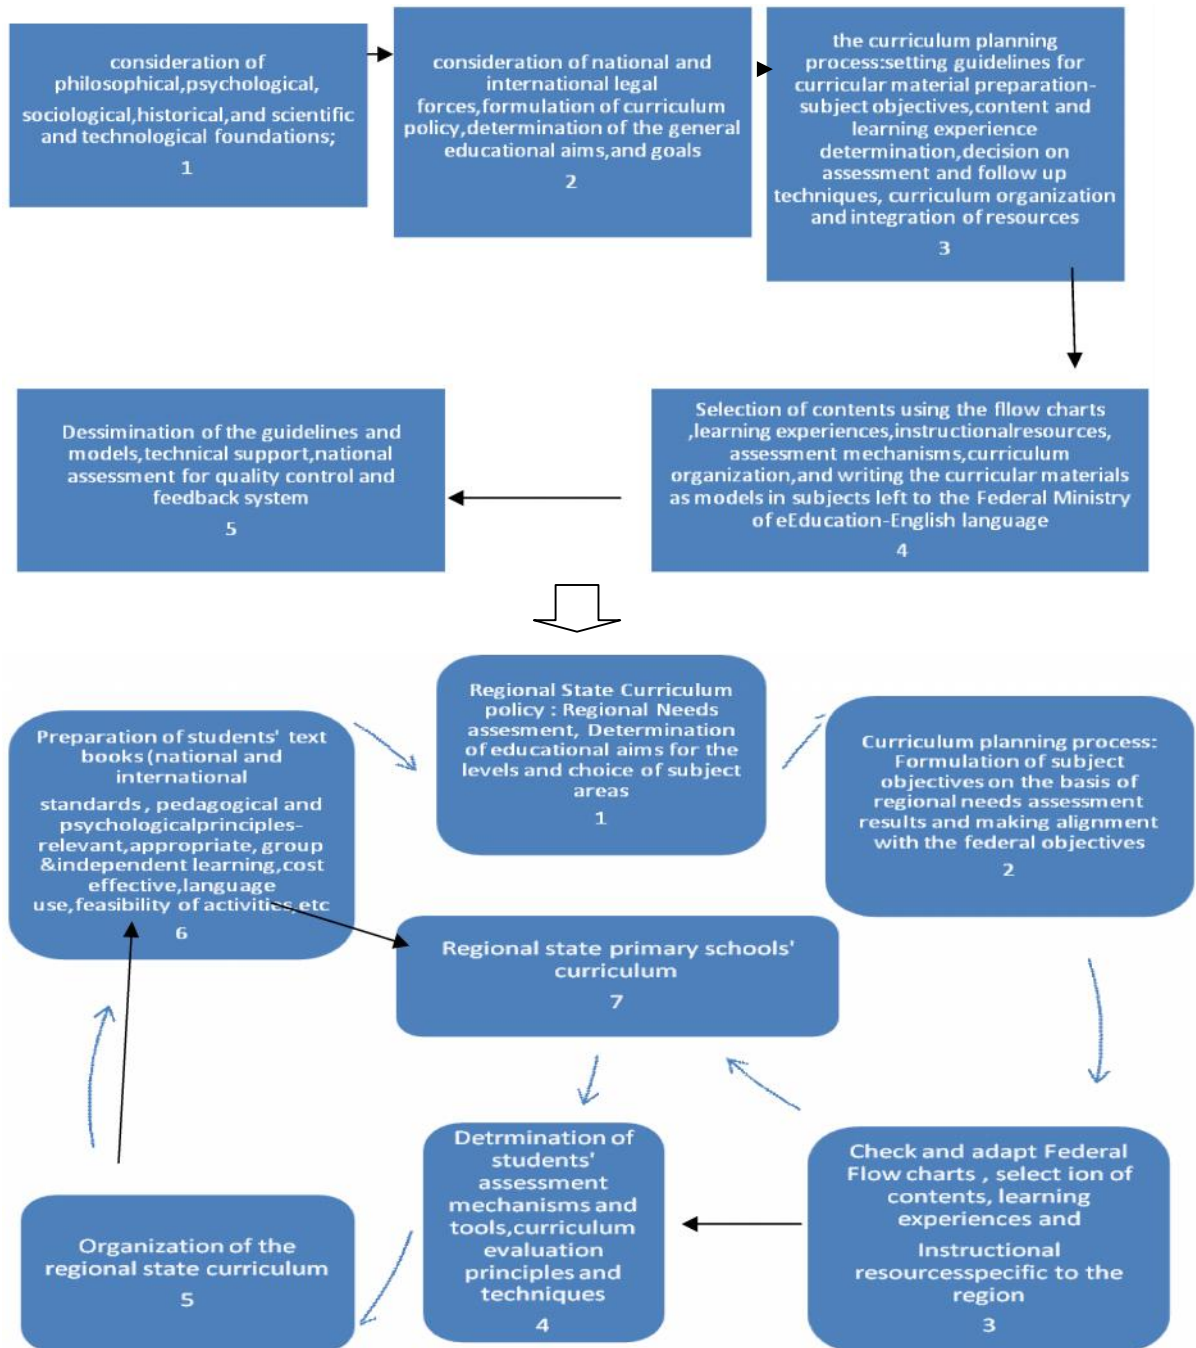 consideration of
philosophical,psychological,
sociological,historical,and scientific
and technological foundations;
1
consideration of national and
international legal
forces,formulation of curriculum
policy,determination of the general
educational aims,and goals
2
the curriculum planning
process:setting guidelines for
curricular material preparation-
subject objectives,content and
learning experience
determination,decision on
assessment and follow up
techniques, curriculum organization
and integration of resources
3
Selection of contents using the fllow charts
,learning experiences,instructionalresources,
assessment mechanisms,curriculum
organization,and writing the curricular materials
as models in subjects left to the Federal Ministry
of eEducation-English language
4
Dessimination of the guidelines and
models,technical support,national
assessment for quality control and
feedback system
5
Regional State Curriculum
policy : Regional Needs
assesment, Determination
of educational aims for the
levels and choice of subject
areas
1
Curriculum planning process:
Formulation of subject
objectives on the basis of
regional needs assessment
results and making alignment
with the federal objectives
2
Check and adapt Federal
Flow charts , select ion of
contents, learning
experiences and
Instructional
resourcesspecific to the
region
3
Detrmination of
students'
assessment
mechanisms and
tools,curriculum
evaluation
principles and
techniques
4
Organization of the
regional state curriculum
5
Preparation of students' text
books (national and
international
standards , pedagogical and
psychologicalprinciples-
relevant,appropriate, group
&independent learning,cost
effective,language
use,feasibility of activities,etc
6
Regional state primary schools'
curriculum
7